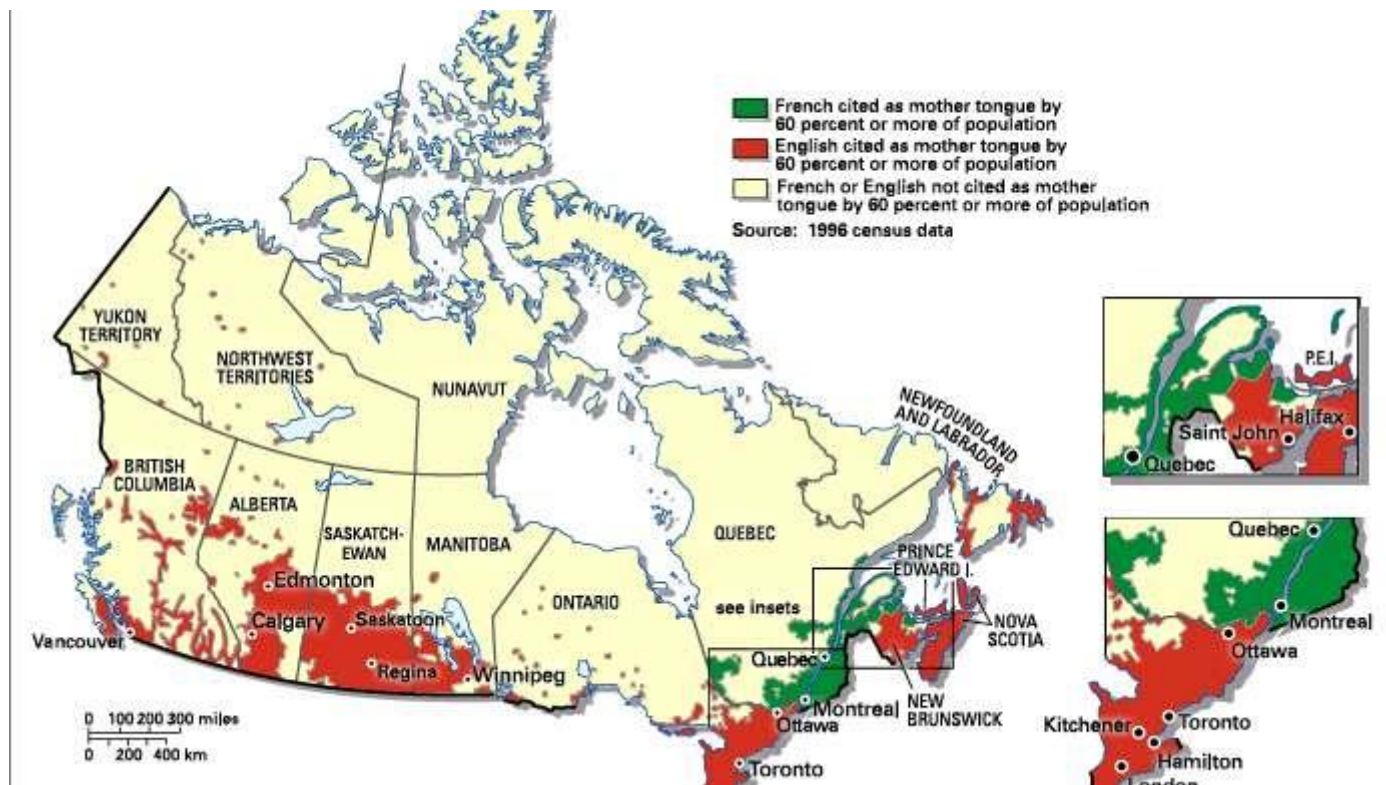 French cited as mother tongue by
60 percent or more of population
English cited as mother tongue by
60 percent or more of population
French or English not cited as mother
tongue by 60 percent or more of population
Source: 1996 census data
YUKON
TERRITORY
NORTHWEST
TERRITORIES
NUNAVUT
BRITISH
COLUMBIA
ALBERTA
SASKATCH-
EWAN
MANITOBA
ONTARIO
QUEBEC
NEWFOUNDLAND
AND LABRADOR
PRINCE
EDWARD I.
see insets
NOVA
SCOTIA
NEW
BRUNSWICK
Edmonton
Calgary
Saskatoon
Vancouver
Regina
Winnipeg
Quebec
Montreal
Ottawa
Toronto
0 100 200 300 miles
0 200 400 km
P.E.I.
Halifax
Saint John
Quebec
Quebec
Montreal
Ottawa
Kitchener
Toronto
Hamilton
London